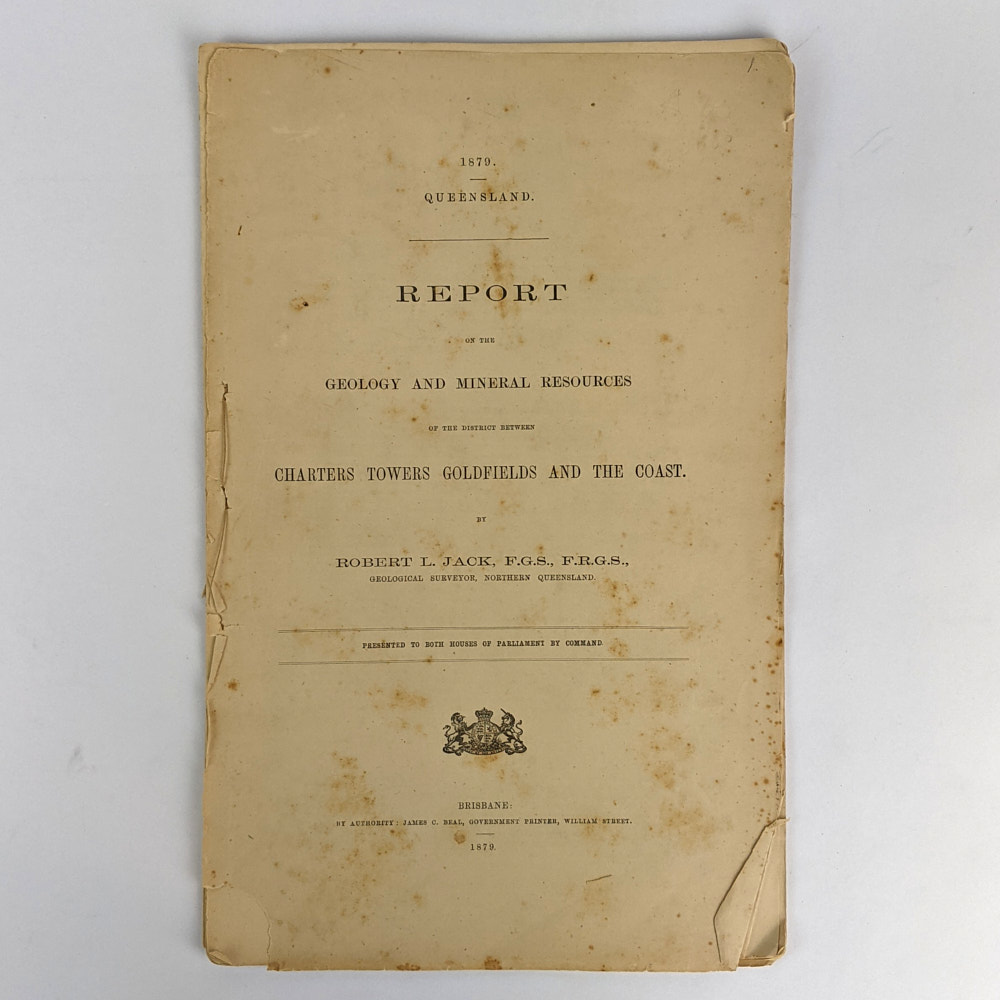 1879.
QUEENSLAND.
REPORT
ON THE
GEOLOGY AND MINERAL RESOURCES
OF THE DISTRICT BETWEEN
CHARTERS TOWERS GOLDFIELDS AND THE COAST.
BY
ROBERT L. JACK, F.G.S., F.R.G.S.,
GEOLOGICAL SURVEYOR, NORTHERN QUEENSLAND.
PRESENTED TO BOTH HOUSES OF PARLIAMENT BY COMMAND.
BRISBANE:
BY AUTHORITY: JAMES C. BEAL, GOVERNMENT PRINTER, WILLIAM STREET.
1879.